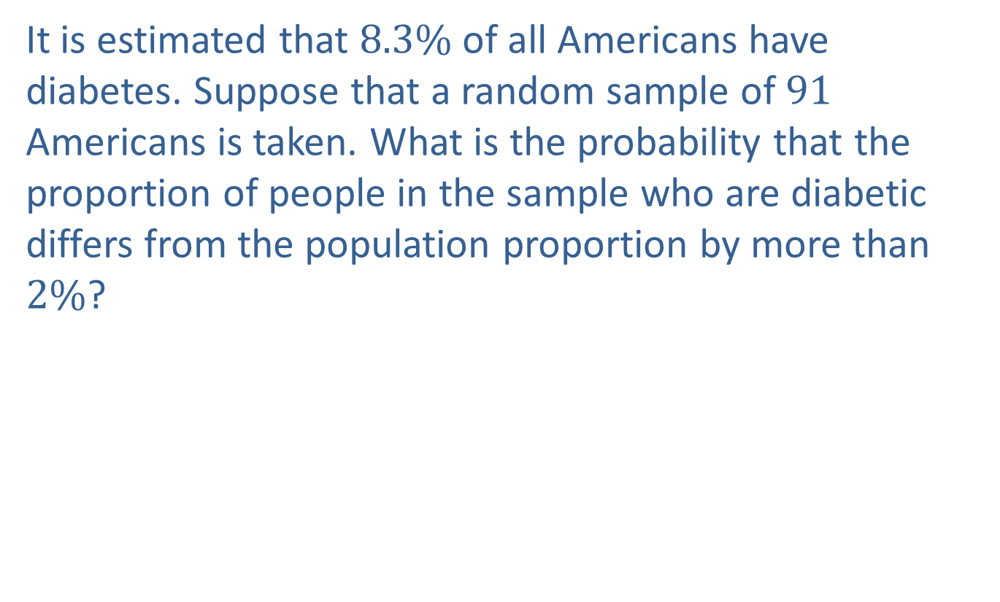 It is estimated that 8.3% of all Americans have
diabetes. Suppose that a random sample of 91
Americans is taken. What is the probability that the
proportion of people in the sample who are diabetic
differs from the population proportion by more than
2%?